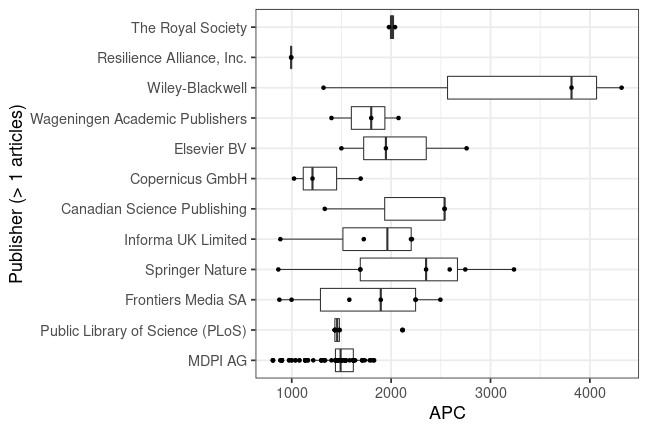 Publisher (> 1 articles)
The Royal Society
Resilience Alliance, Inc.
Wiley-Blackwell
Wageningen Academic Publishers
Elsevier BV
Copernicus GmbH
Canadian Science Publishing
Informa UK Limited
Springer Nature
Frontiers Media SA
Public Library of Science (PLoS)
MDPI AG
1000 2000 3000 4000
APC